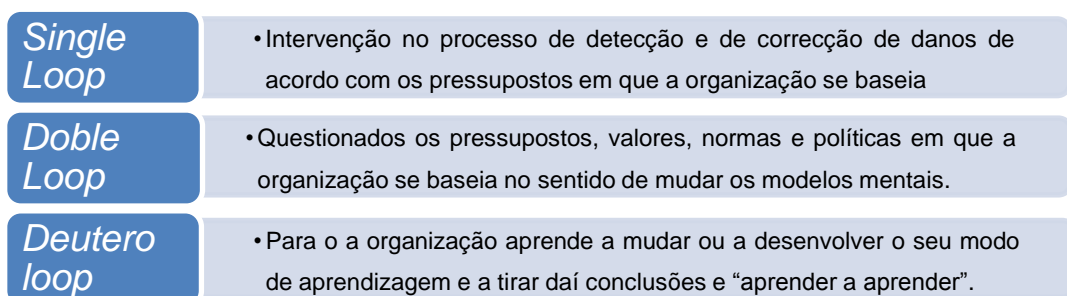 Single
Loop
• Intervenção no processo de detecção e de correcção de danos de
acordo com os pressupostos em que a organização se baseia
Doble
Loop
• Questionados os pressupostos, valores, normas e políticas em que a
organização se baseia no sentido de mudar os modelos mentais.
Deutero
loop
• Para o a organização aprende a mudar ou a desenvolver o seu modo
de aprendizagem e a tirar daí conclusões e “aprender a aprender”.